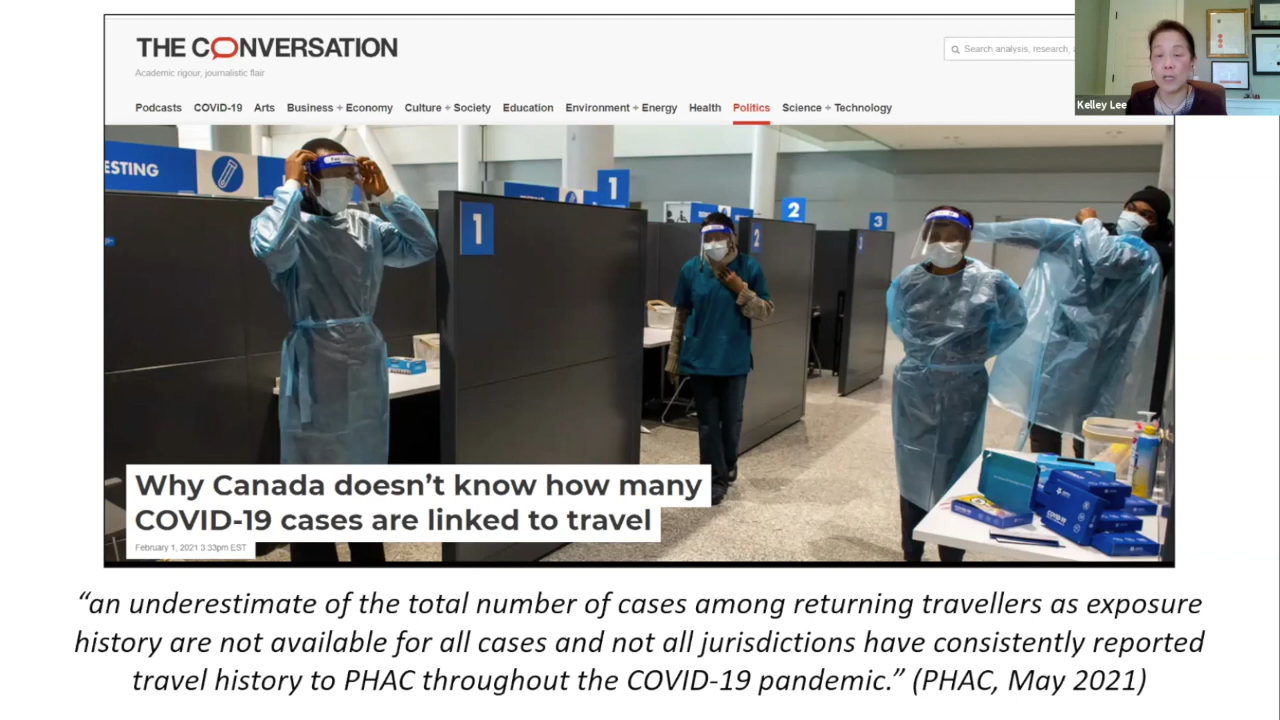 THE CONVERSATION
Academic rigour, journalistic flair
Search analysis, research,
Kelley Lee
Podcasts COVID-19 Arts Business + Economy Culture + Society Education Environment + Energy Health Politics Science + Technology
ESTING
1
1
2
2
3
3
Why Canada doesn't know how many
COVID-19 cases are linked to travel
February 1, 2021 3.33pm EST
“an underestimate of the total number of cases among returning travellers as exposure
history are not available for all cases and not all jurisdictions have consistently reported
travel history to PHAC throughout the COVID-19 pandemic.” (PHAC, May 2021)